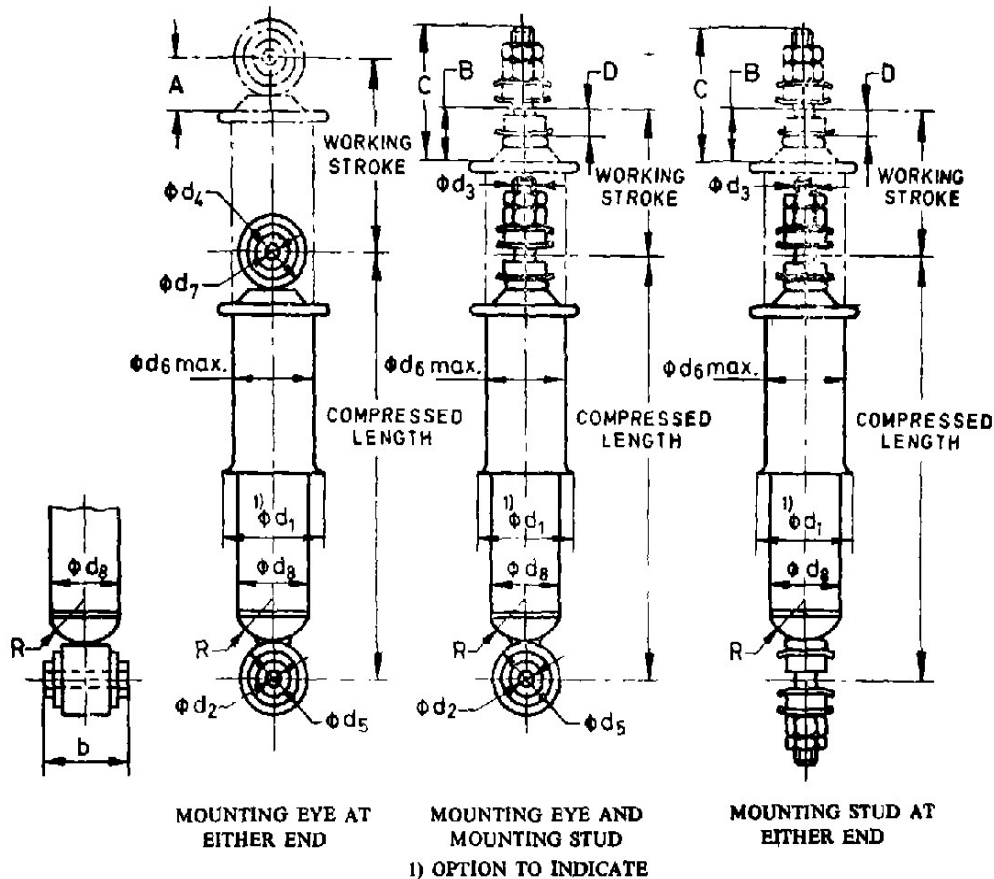 A
WORKING
STROKE
Φd4
Φd7
Φd6 max.
COMPRESSED
LENGTH
1)
Φd1
Φd8
R
Φd2
Φd5
Φd8
R
b
C
B
D
Φd3
WORKING
STROKE
Φd6 max.
COMPRESSED
LENGTH
1)
Φd1
Φd8
R
Φd2
Φd5
C
B
D
Φd3
WORKING
STROKE
Φd6 max.
COMPRESSED
LENGTH
1)
Φd1
Φd8
R
MOUNTING EYE AT
EITHER END
MOUNTING EYE AND
MOUNTING STUD
MOUNTING STUD AT
EITHER END
1) OPTION TO INDICATE